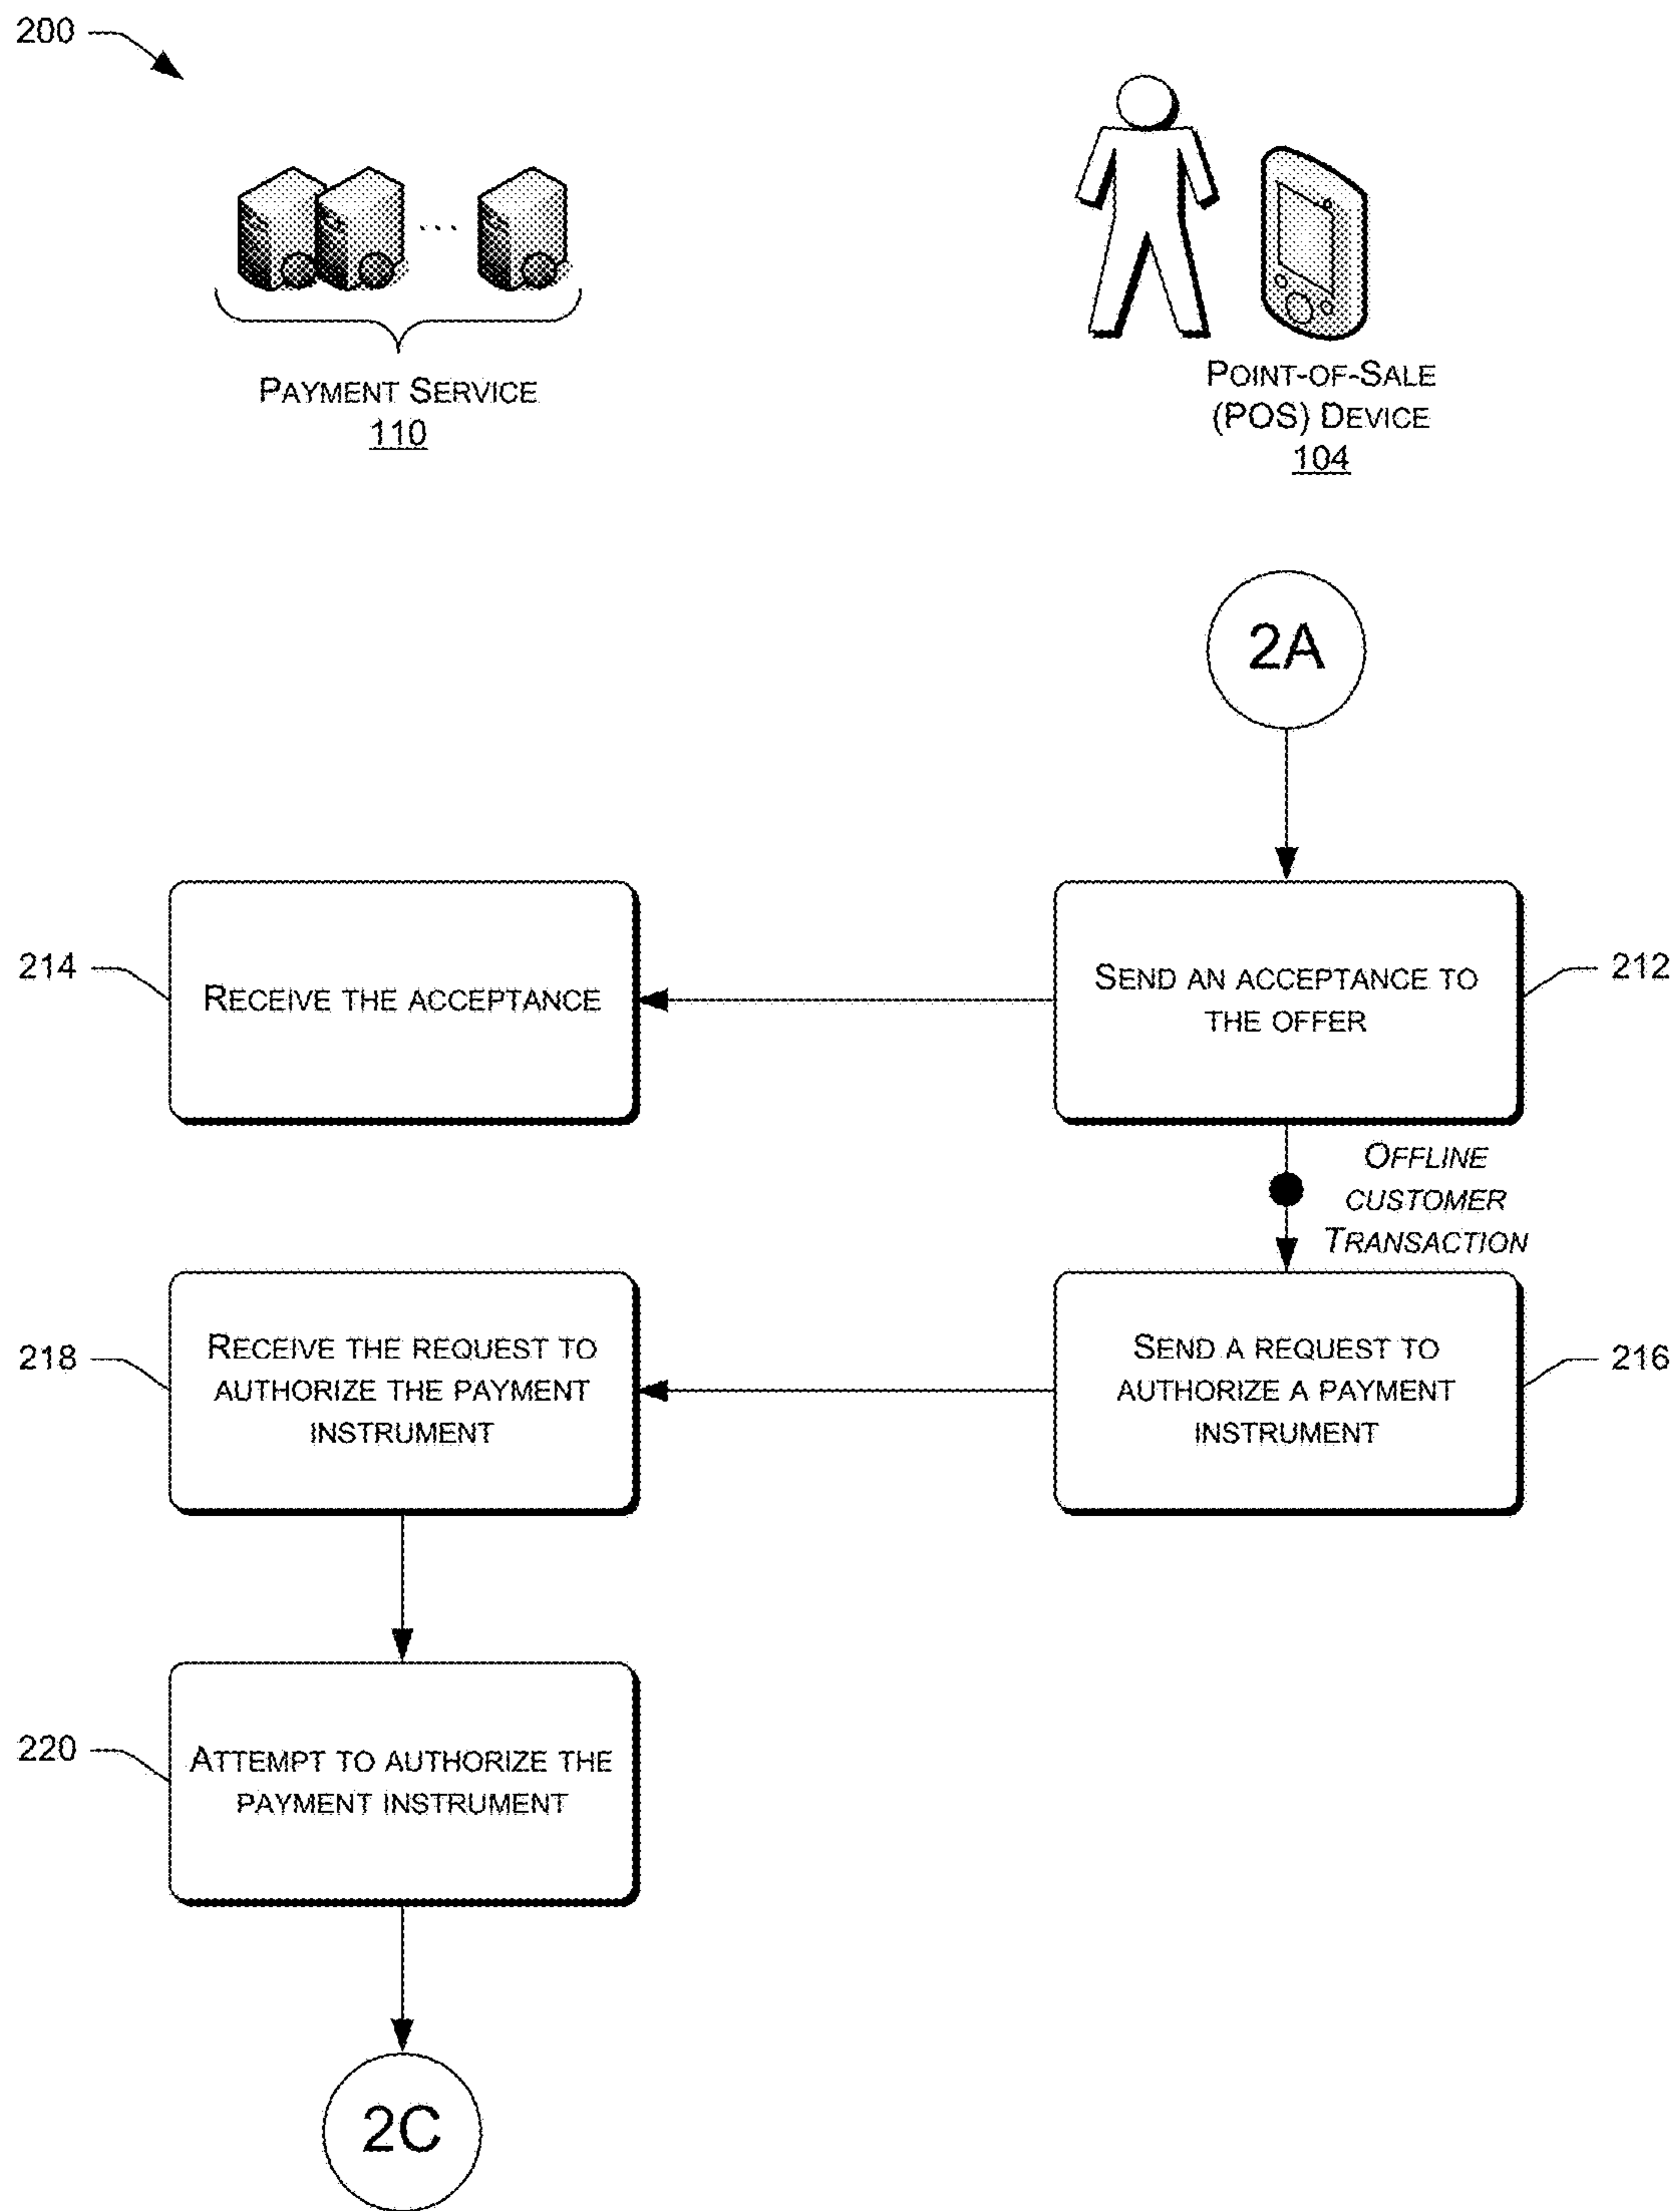 200
PAYMENT SERVICE
110
POINT-OF-SALE
(POS) DEVICE
104
2A
214
RECEIVE THE ACCEPTANCE
SEND AN ACCEPTANCE TO
THE OFFER
212
OFFLINE
CUSTOMER
TRANSACTION
218
RECEIVE THE REQUEST TO
AUTHORIZE THE PAYMENT
INSTRUMENT
SEND A REQUEST TO
AUTHORIZE A PAYMENT
INSTRUMENT
216
220
ATTEMPT TO AUTHORIZE THE
PAYMENT INSTRUMENT
2C